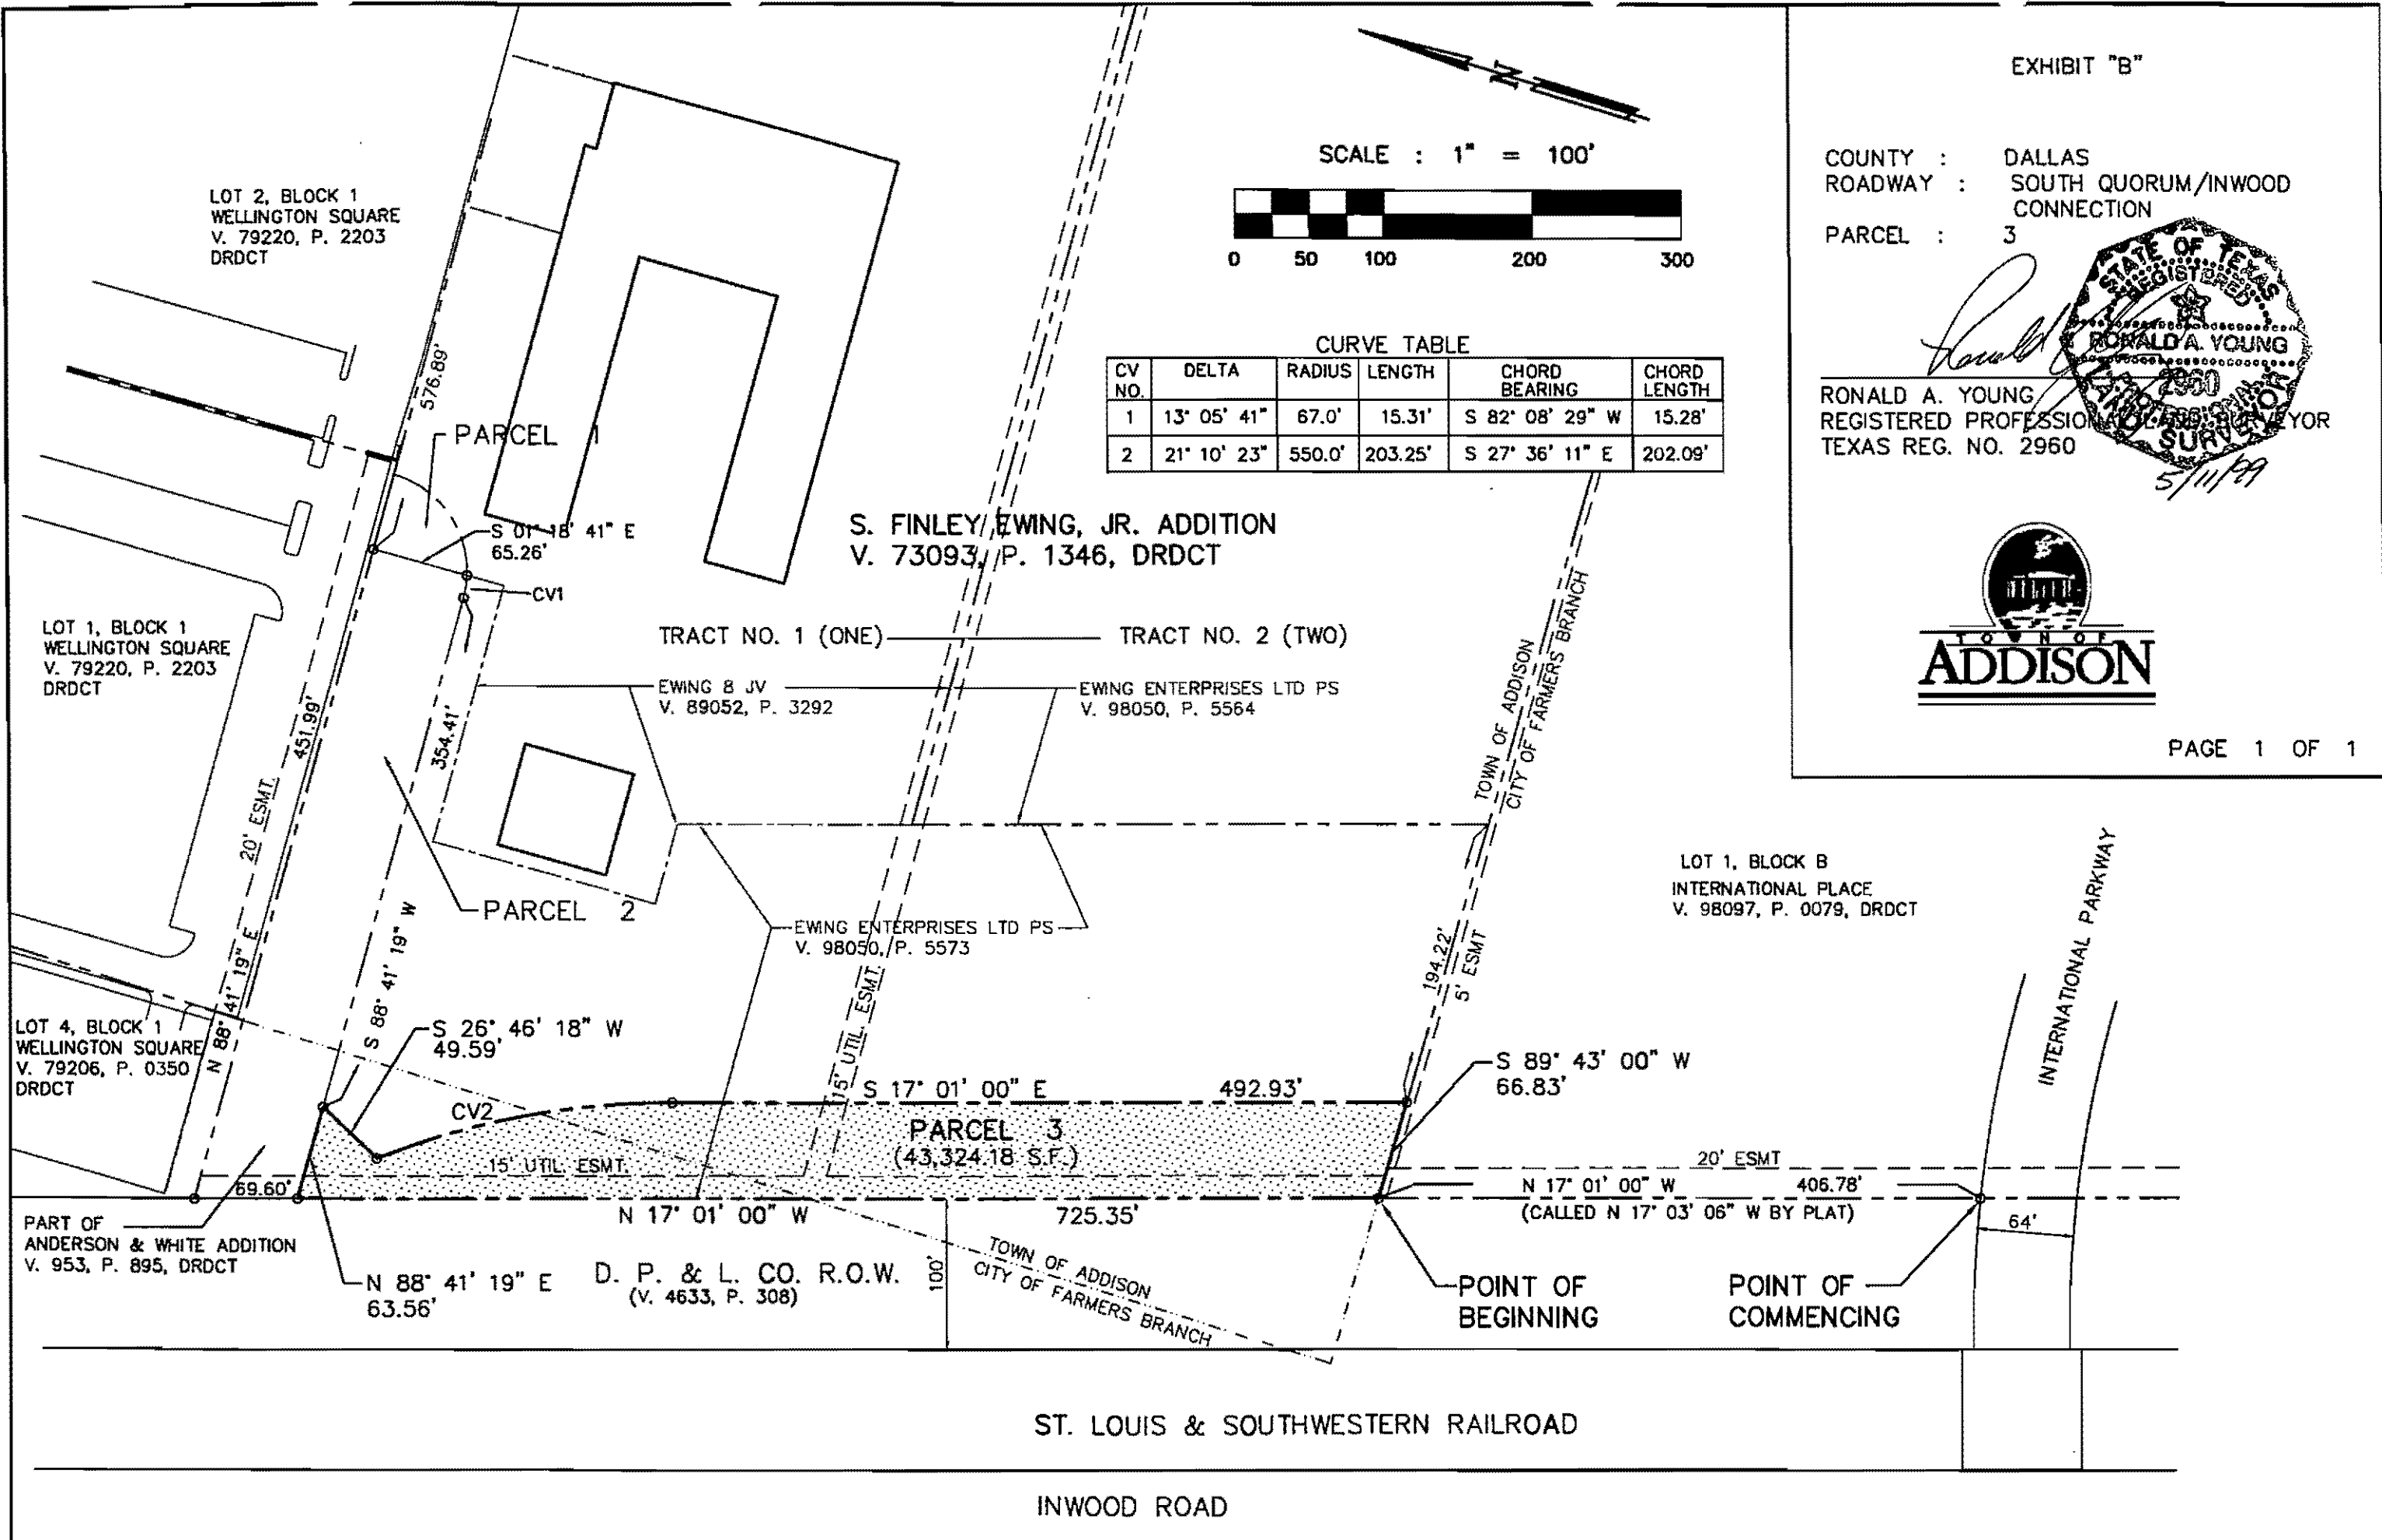 EXHIBIT "B"
COUNTY : DALLAS
ROADWAY : SOUTH QUORUM/INWOOD
CONNECTION
PARCEL : 3
STATE OF TEXAS
REGISTERED
RONALD A. YOUNG
2960
PROFESSIONAL
LAND SURVEYOR
RONALD A. YOUNG
REGISTERED PROFESSIONAL LAND SURVEYOR
TEXAS REG. NO. 2960
5/11/99
TOWN OF
ADDISON
PAGE 1 OF 1
N
SCALE : 1" = 100'
0 50 100 200 300
CURVE TABLE
CV NO. DELTA RADIUS LENGTH CHORD BEARING CHORD LENGTH
1 13° 05' 41" 67.0' 15.31' S 82° 08' 29" W 15.28'
2 21° 10' 23" 550.0' 203.25' S 27° 36' 11" E 202.09'
LOT 2, BLOCK 1
WELLINGTON SQUARE
V. 79220, P. 2203
DRDCT
576.89'
PARCEL 1
S 01° 18' 41" E
65.26'
CV1
S. FINLEY EWING, JR. ADDITION
V. 73093, P. 1346, DRDCT
TRACT NO. 1 (ONE) TRACT NO. 2 (TWO)
LOT 1, BLOCK 1
WELLINGTON SQUARE
V. 79220, P. 2203
DRDCT
EWING 8 JV
V. 89052, P. 3292
EWING ENTERPRISES LTD PS
V. 98050, P. 5564
TOWN OF ADDISON
CITY OF FARMERS BRANCH
451.99'
20' ESMT.
354.41'
PARCEL 2
EWING ENTERPRISES LTD PS
V. 98050, P. 5573
LOT 1, BLOCK B
INTERNATIONAL PLACE
V. 98097, P. 0079, DRDCT
INTERNATIONAL PARKWAY
194.22'
5' ESMT
N 88° 41' 19" E
S 88° 41' 19" W
LOT 4, BLOCK 1
WELLINGTON SQUARE
V. 79206, P. 0350
DRDCT
S 26° 46' 18" W
49.59'
15' UTIL. ESMT.
S 89° 43' 00" W
66.83'
CV2
S 17° 01' 00" E 492.93'
PARCEL 3
(43,324.18 S.F.)
15' UTIL. ESMT.
69.60'
20' ESMT
N 17° 01' 00" W 406.78'
(CALLED N 17° 03' 06" W BY PLAT)
64'
N 17° 01' 00" W 725.35'
PART OF
ANDERSON & WHITE ADDITION
V. 953, P. 895, DRDCT
N 88° 41' 19" E
63.56'
D. P. & L. CO. R.O.W.
(V. 4633, P. 308)
100'
TOWN OF ADDISON
CITY OF FARMERS BRANCH
POINT OF
BEGINNING
POINT OF
COMMENCING
ST. LOUIS & SOUTHWESTERN RAILROAD
INWOOD ROAD